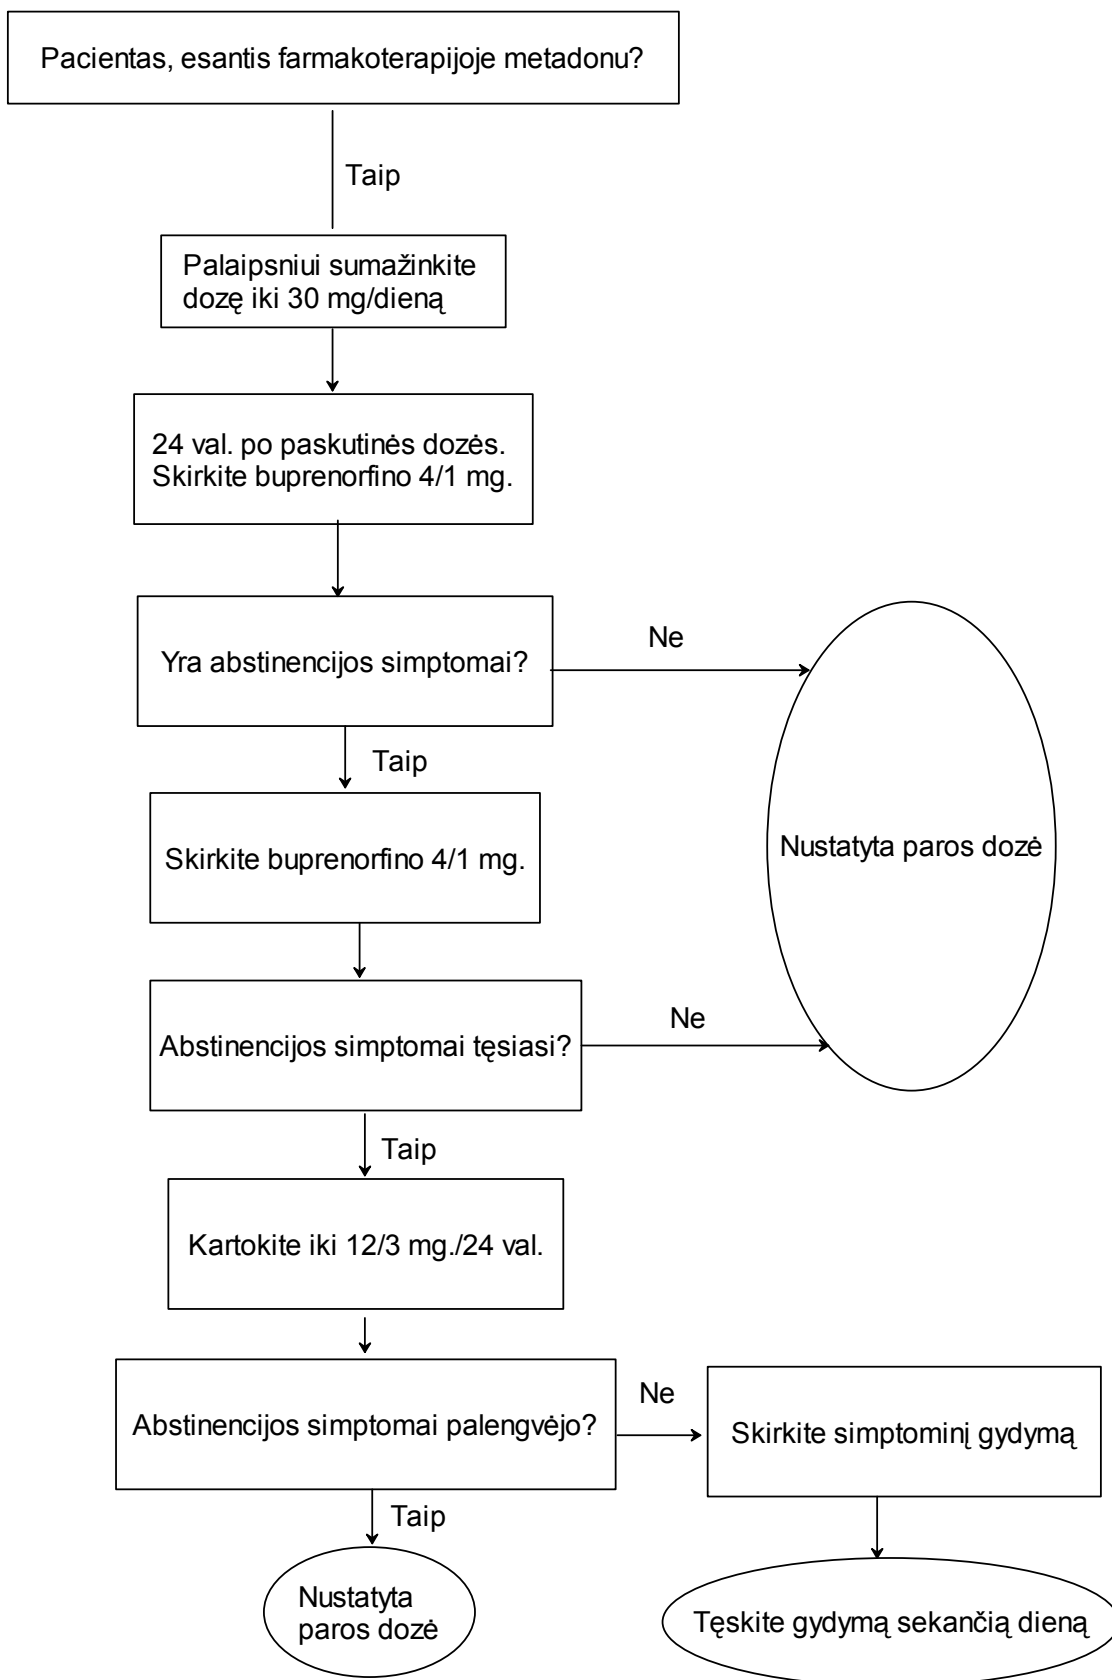 Pacientas, esantis farmakoterapijoje metadonu?
Taip
Palaipsniui sumažinkite
dozę iki 30 mg/dieną
24 val. po paskutinės dozės.
Skirkite buprenorfino 4/1 mg.
Yra abstinencijos simptomai?
Ne
Taip
Skirkite buprenorfino 4/1 mg.
Nustatyta paros dozė
Abstinencijos simptomai tęsiasi?
Ne
Taip
Kartokite iki 12/3 mg./24 val.
Abstinencijos simptomai palengvėjo?
Ne
Skirkite simptominį gydymą
Taip
Nustatyta
paros dozė
Tęskite gydymą sekančią dieną